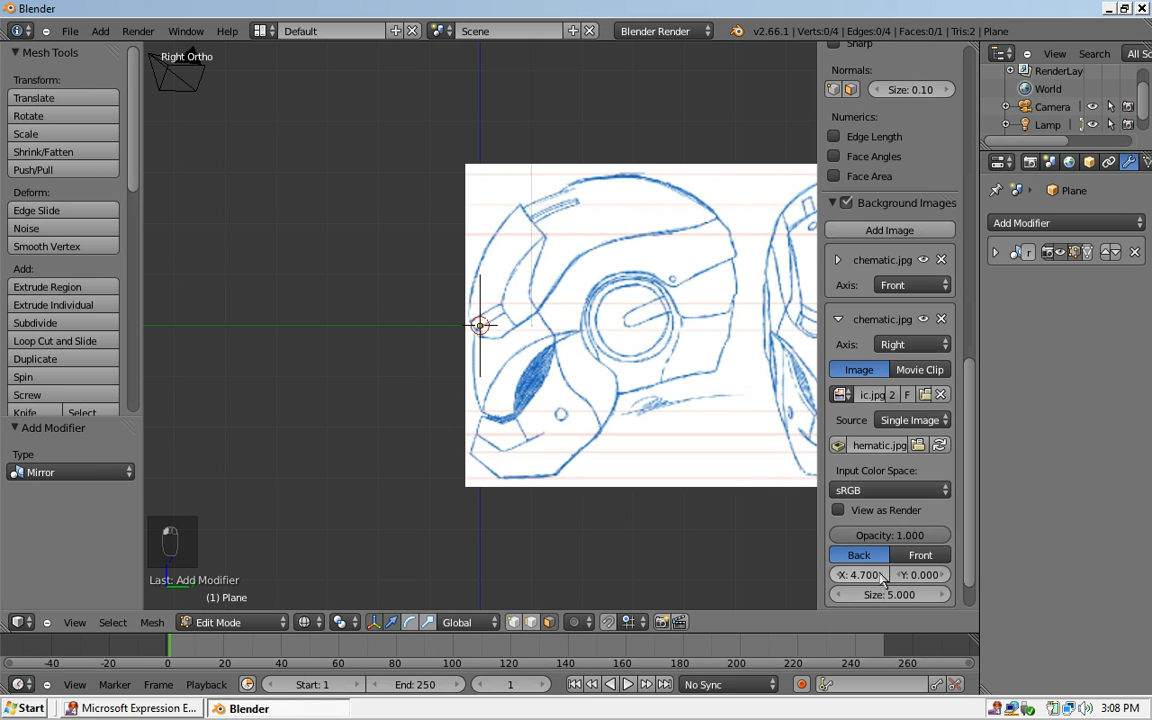 Blender
File Add Render Window Help Default Scene Blender Render v2.66.1 | Verts:0/4 | Edges:0/4 | Faces:0/1 | Tris:2 | Plane
Mesh Tools
Transform:
Translate
Rotate
Scale
Shrink/Fatten
Push/Pull
Deform:
Edge Slide
Noise
Smooth Vertex
Add:
Extrude Region
Extrude Individual
Subdivide
Loop Cut and Slide
Duplicate
Spin
Screw
Knife Select
Add Modifier
Type
Mirror
Right Ortho
Last: Add Modifier
(1) Plane
Sharp
Normals:
Size: 0.10
Numerics:
Edge Length
Face Angles
Face Area
Background Images
Add Image
chematic.jpg
Axis: Front
chematic.jpg
Axis: Right
Image Movie Clip
ic.jpg 2 F
Source Single Image
hematic.jpg
Input Color Space:
sRGB
View as Render
Opacity: 1.000
Back Front
X: 4.700 Y: 0.000
Size: 5.000
View Search All Sc
RenderLay
World
Camera
Lamp
Plane
Add Modifier
View Select Mesh Edit Mode Global
-40 -20 0 20 40 60 80 100 120 140 160 180 200 220 240 260
View Marker Frame Playback Start: 1 End: 250 1 No Sync
Start Microsoft Expression E... Blender 3:08 PM